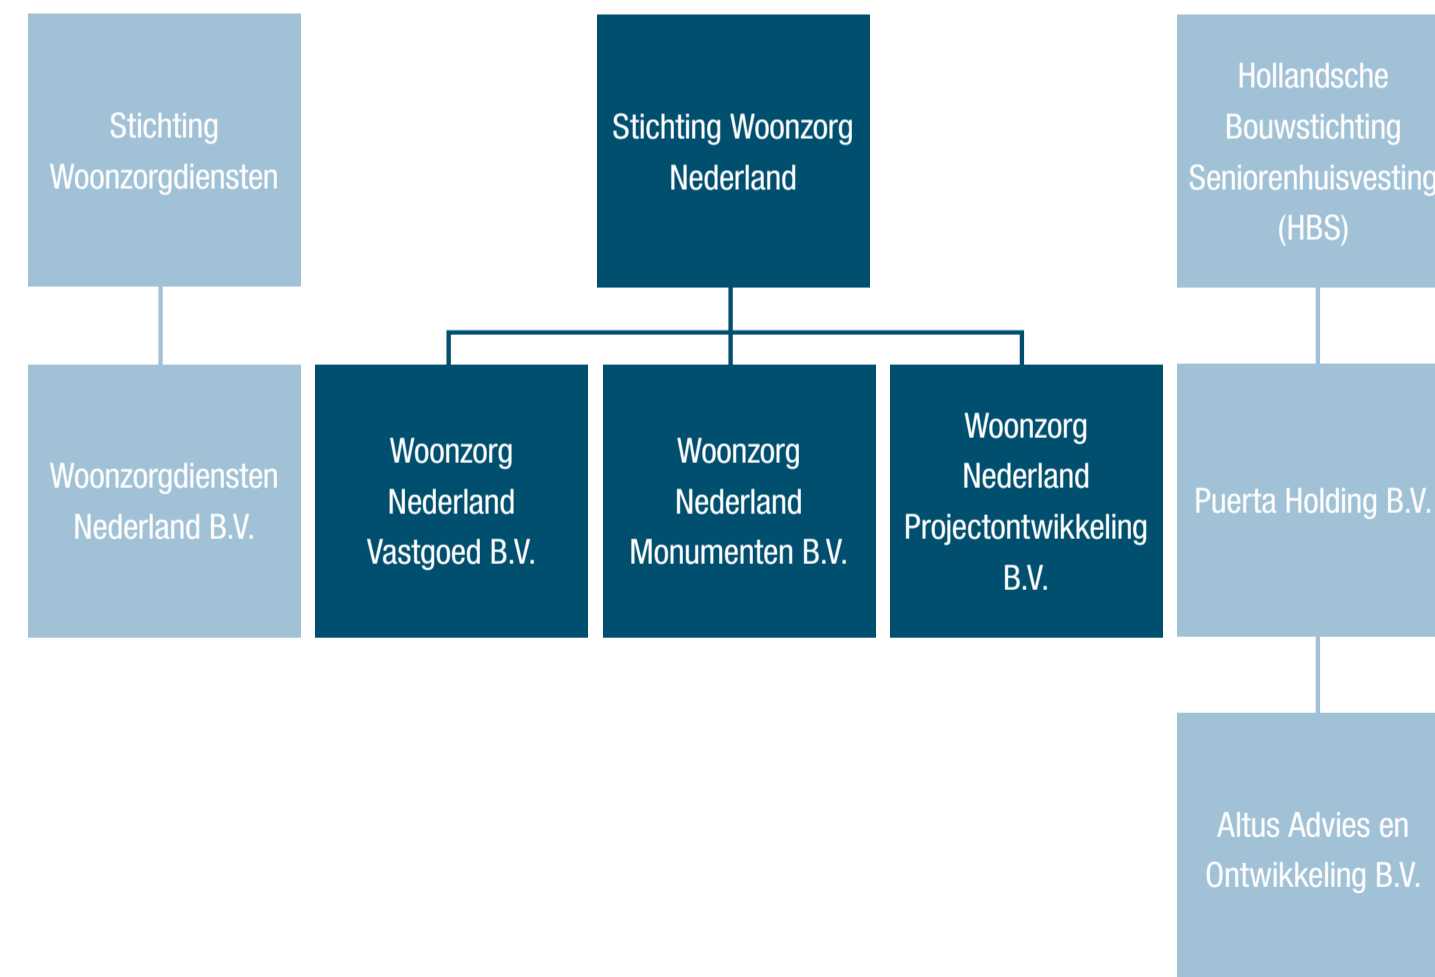 Stichting
Woonzorgdiensten
Stichting Woonzorg
Nederland
Hollandsche
Bouwstichting
Seniorenhuisvesting
(HBS)
Woonzorgdiensten
Nederland B.V.
Woonzorg
Nederland
Vastgoed B.V.
Woonzorg
Nederland
Monumenten B.V.
Woonzorg
Nederland
Projectontwikkeling
B.V.
Puerta Holding B.V.
Altus Advies en
Ontwikkeling B.V.